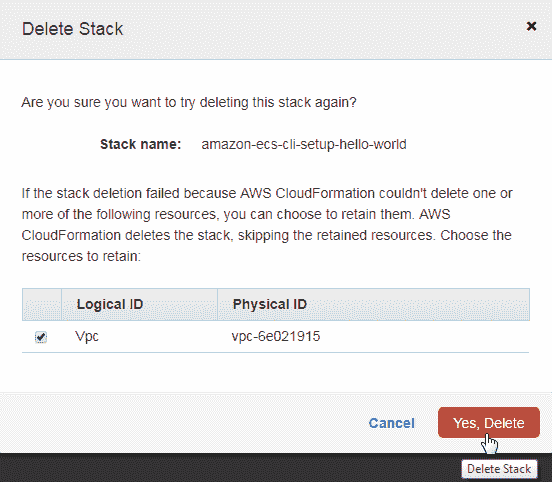 Delete Stack
Are you sure you want to try deleting this stack again?
Stack name: amazon-ecs-cli-setup-hello-world
If the stack deletion failed because AWS CloudFormation couldn't delete one or
more of the following resources, you can choose to retain them. AWS
CloudFormation deletes the stack, skipping the retained resources. Choose the
resources to retain:
Logical ID Physical ID
Vpc vpc-6e021915
Cancel Yes, Delete
Delete Stack